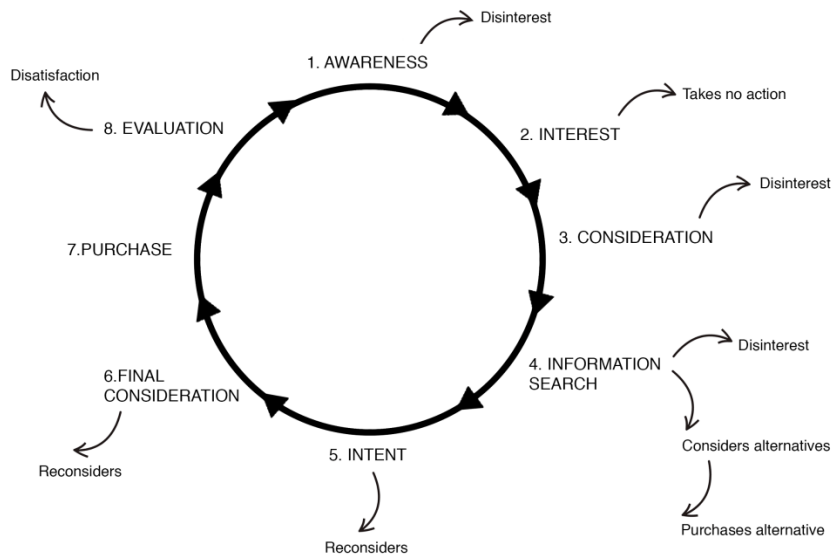 Disinterest
1. AWARENESS
Disatisfaction
Takes no action
8. EVALUATION
2. INTEREST
Disinterest
7.PURCHASE
3. CONSIDERATION
Disinterest
4. INFORMATION
SEARCH
6.FINAL
CONSIDERATION
Considers alternatives
5. INTENT
Reconsiders
Purchases alternative
Reconsiders